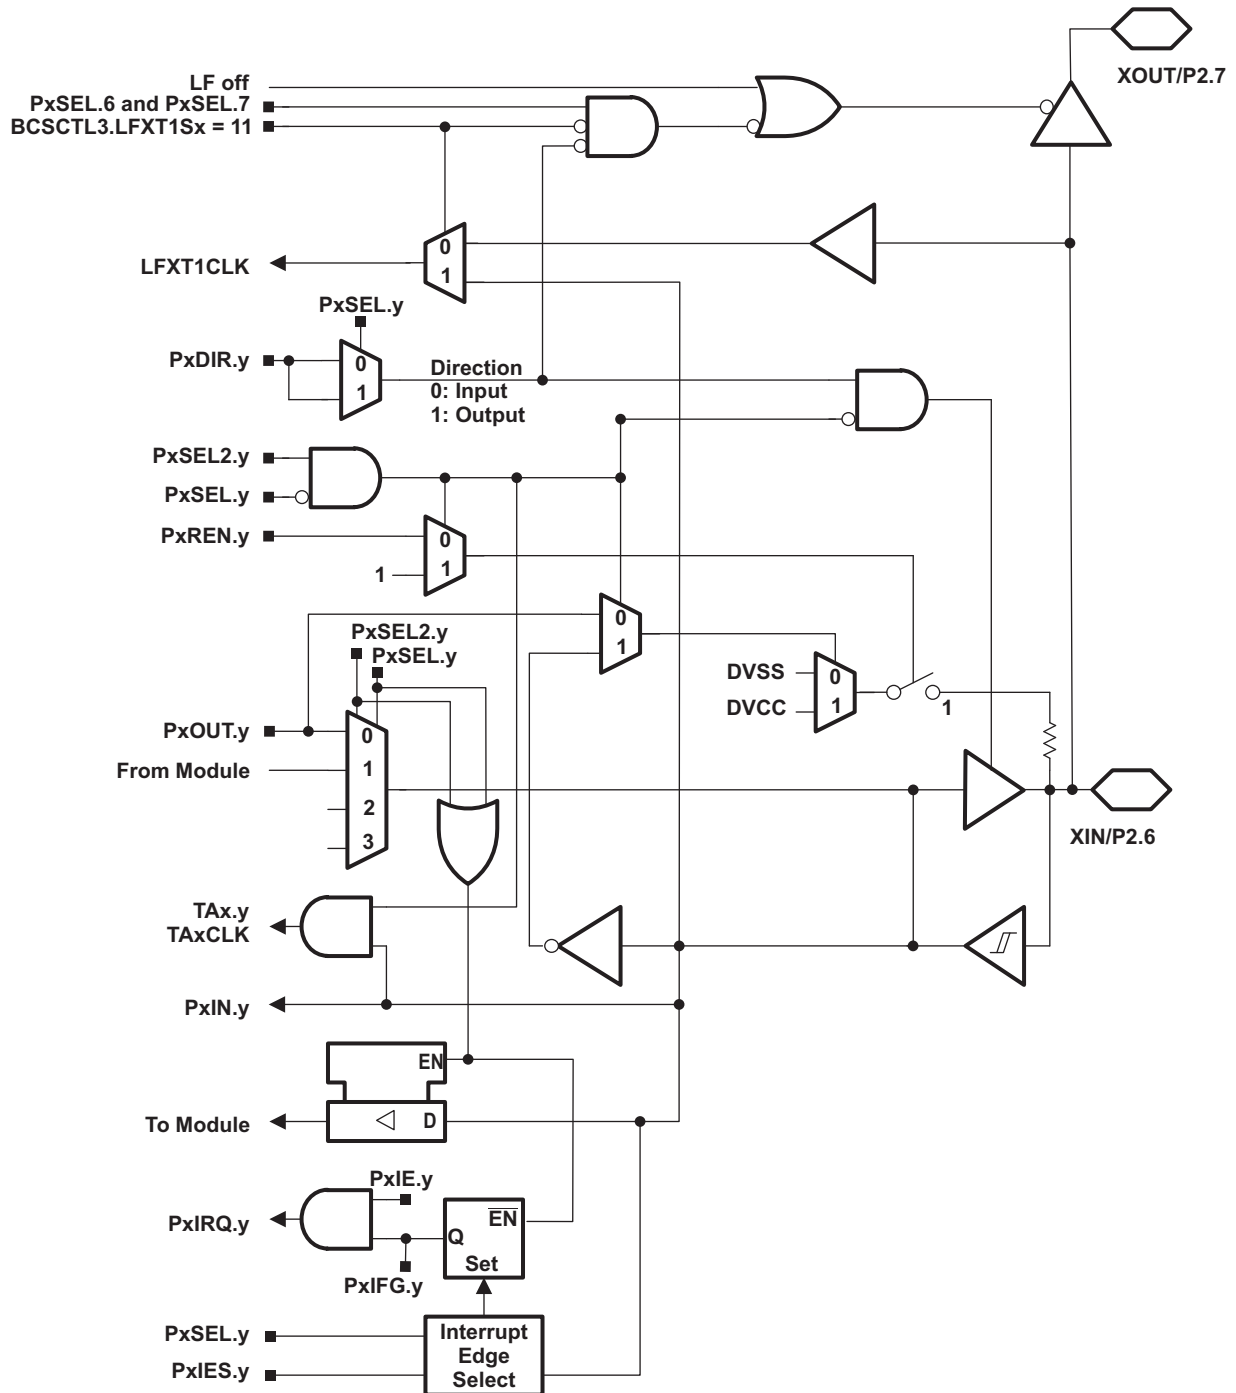 XOUT/P2.7
LF off
PxSEL.6 and PxSEL.7
BCSCTL3.LFXT1Sx = 11
0
1
LFXT1CLK
PxSEL.y
PxDIR.y
0
1
Direction
0: Input
1: Output
PxSEL2.y
PxSEL.y
PxREN.y
0
1
1
0
1
PxSEL2.y
PxSEL.y
DVSS
DVCC
0
1
1
PxOUT.y
From Module
0
1
2
3
XIN/P2.6
TAx.y
TAxCLK
PxIN.y
EN
D
To Module
PxIE.y
PxIRQ.y
EN
Q
Set
PxIFG.y
PxSEL.y
PxIES.y
Interrupt
Edge
Select